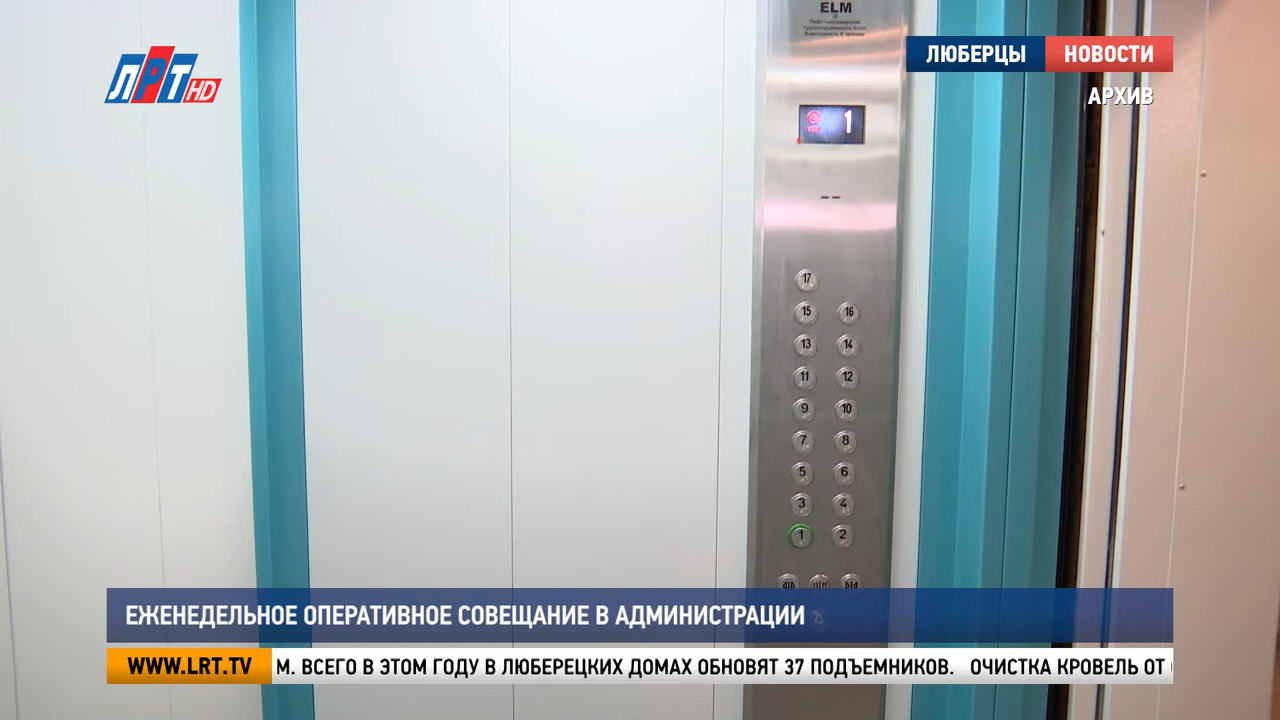 ELM
ЛРТ HD
ЛЮБЕРЦЫ НОВОСТИ
АРХИВ
1
17
15 16
13 14
11 12
9 10
7 8
5 6
3 4
1 2
ЕЖЕНЕДЕЛЬНОЕ ОПЕРАТИВНОЕ СОВЕЩАНИЕ В АДМИНИСТРАЦИИ
WWW.LRT.TV М. ВСЕГО В ЭТОМ ГОДУ В ЛЮБЕРЕЦКИХ ДОМАХ ОБНОВЯТ 37 ПОДЪЕМНИКОВ. ОЧИСТКА КРОВЕЛЬ ОТ